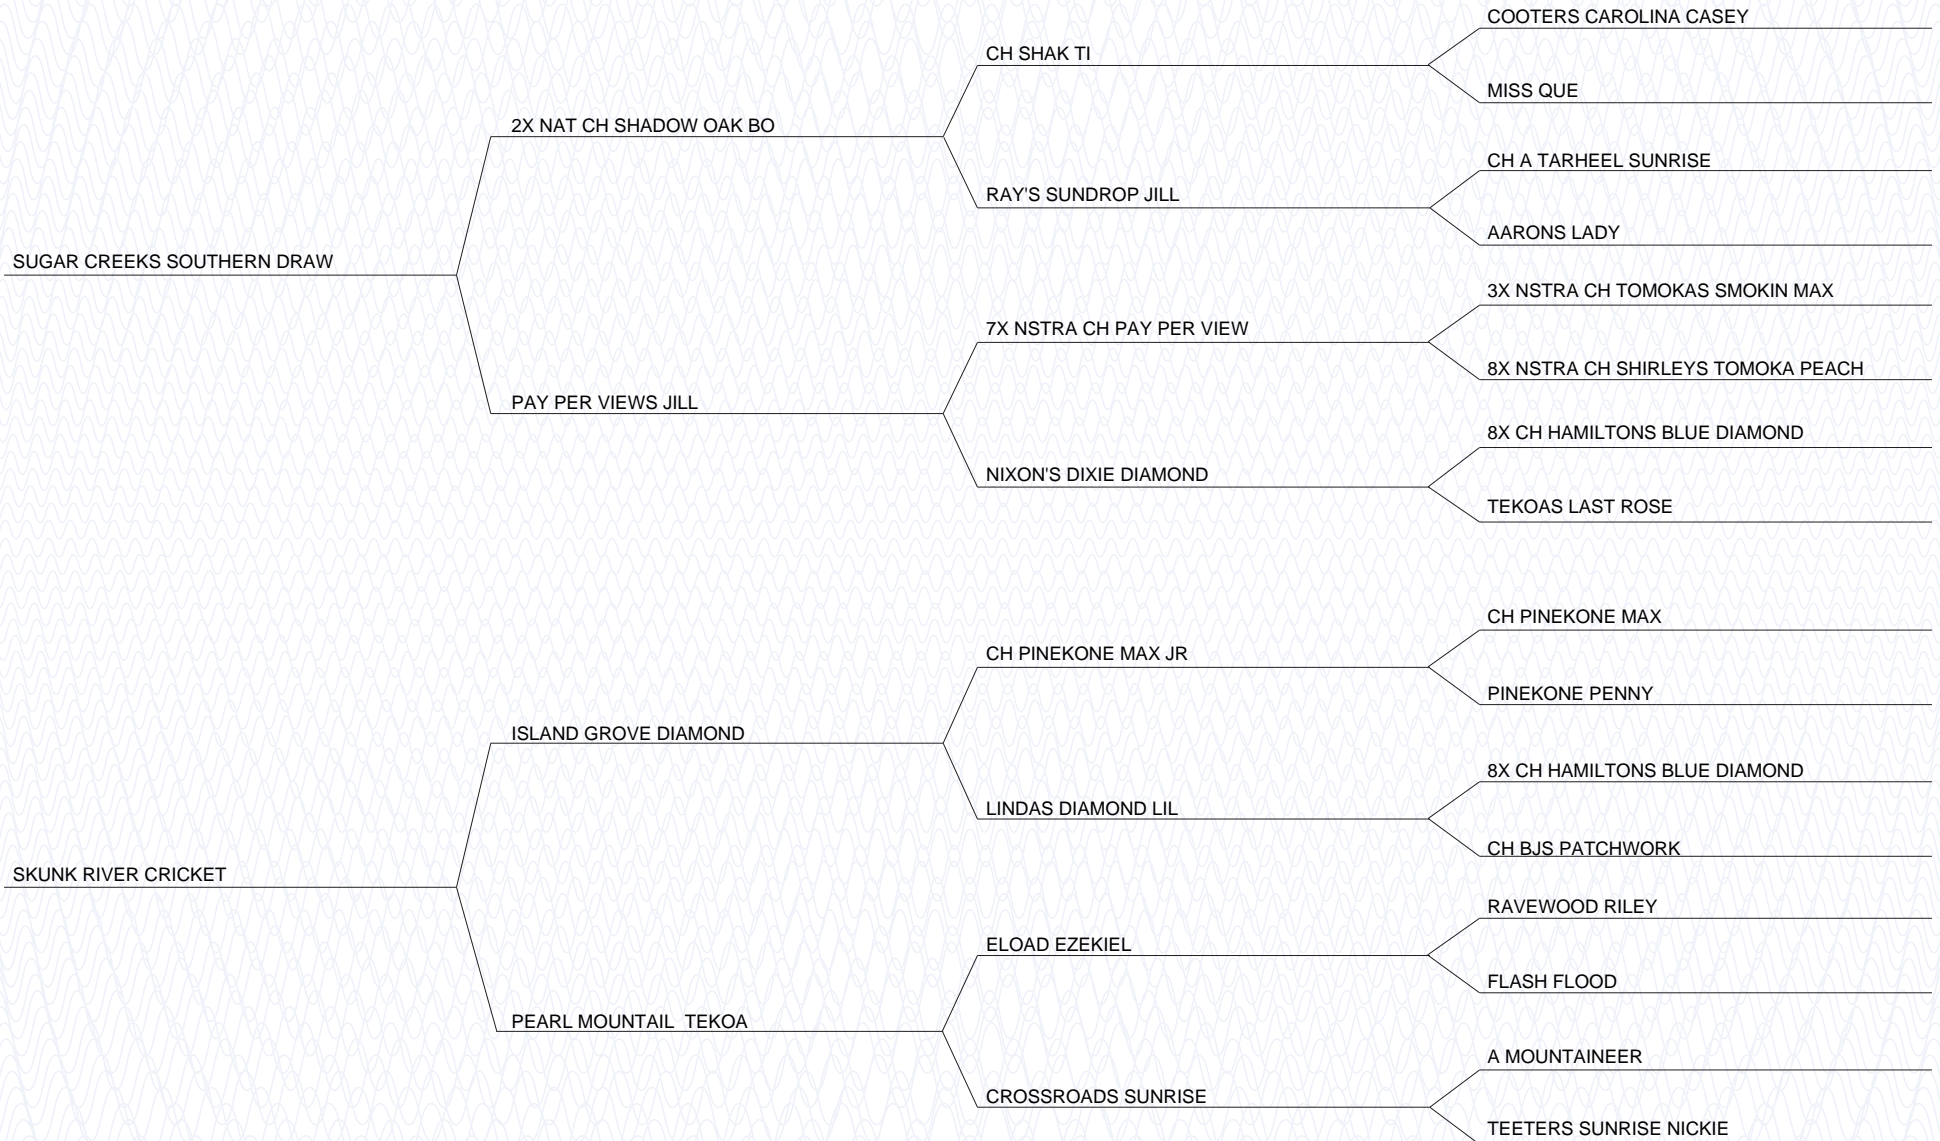 COOTERS CAROLINA CASEY
CH SHAK TI
MISS QUE
2X NAT CH SHADOW OAK BO
CH A TARHEEL SUNRISE
RAY'S SUNDROP JILL
AARONS LADY
SUGAR CREEKS SOUTHERN DRAW
3X NSTRA CH TOMOKAS SMOKIN MAX
7X NSTRA CH PAY PER VIEW
8X NSTRA CH SHIRLEYS TOMOKA PEACH
PAY PER VIEWS JILL
8X CH HAMILTONS BLUE DIAMOND
NIXON'S DIXIE DIAMOND
TEKOAS LAST ROSE
CH PINEKONE MAX
CH PINEKONE MAX JR
PINEKONE PENNY
ISLAND GROVE DIAMOND
8X CH HAMILTONS BLUE DIAMOND
LINDAS DIAMOND LIL
CH BJS PATCHWORK
SKUNK RIVER CRICKET
RAVEWOOD RILEY
ELOAD EZEKIEL
FLASH FLOOD
PEARL MOUNTAIL  TEKOA
A MOUNTAINEER
CROSSROADS SUNRISE
TEETERS SUNRISE NICKIE